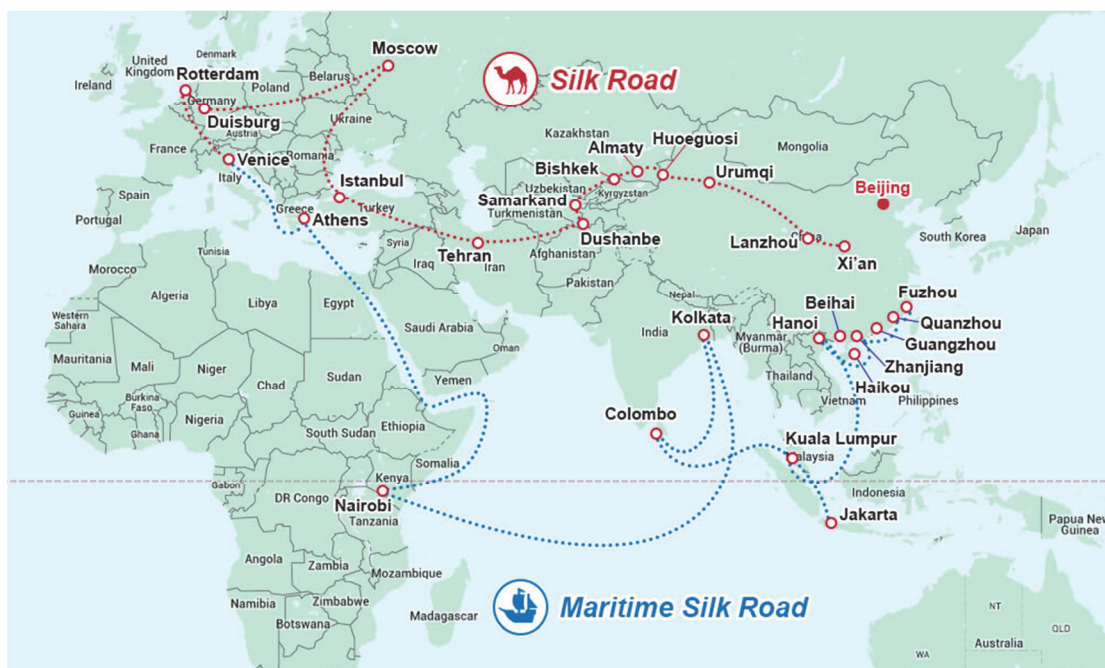 Moscow
Silk Road
United
Kingdom
Denmark
Ireland
Rotterdam
Poland
Belarus
Germany
Duisburg
Ukraine
Austria
France
Romania
Venice
Italy
Kazakhstan
Almaty
Huoeguosi
Mongolia
Bishkek
Urumqi
Uzbekistan
Kyrgyzstan
Samarkand
Turkmenistan
Istanbul
Beijing
Spain
Portugal
Greece
Athens
Turkey
Dushanbe
Lanzhou
China
Xi’an
South Korea
Japan
Tehran
Iran
Syria
Iraq
Afghanistan
Tunisia
Morocco
Pakistan
Algeria
Libya
Egypt
Western
Sahara
Nepal
Kolkata
India
Saudi Arabia
Oman
Myanmar
(Burma)
Hanoi
Beihai
Fuzhou
Quanzhou
Guangzhou
Zhanjiang
Haikou
Mauritania
Mali
Niger
Chad
Sudan
Yemen
Thailand
Vietnam
Philippines
Burkina
Faso
Guinea
Ghana
Nigeria
South Sudan
Ethiopia
Somalia
Colombo
Kuala Lumpur
alaysia
Gabon
DR Congo
Kenya
Nairobi
Tanzania
Indonesia
Jakarta
Papua New
Guinea
Angola
Zambia
Mozambique
Namibia
Zimbabwe
Botswana
Madagascar
Maritime Silk Road
NT
QLD
Australia
WA